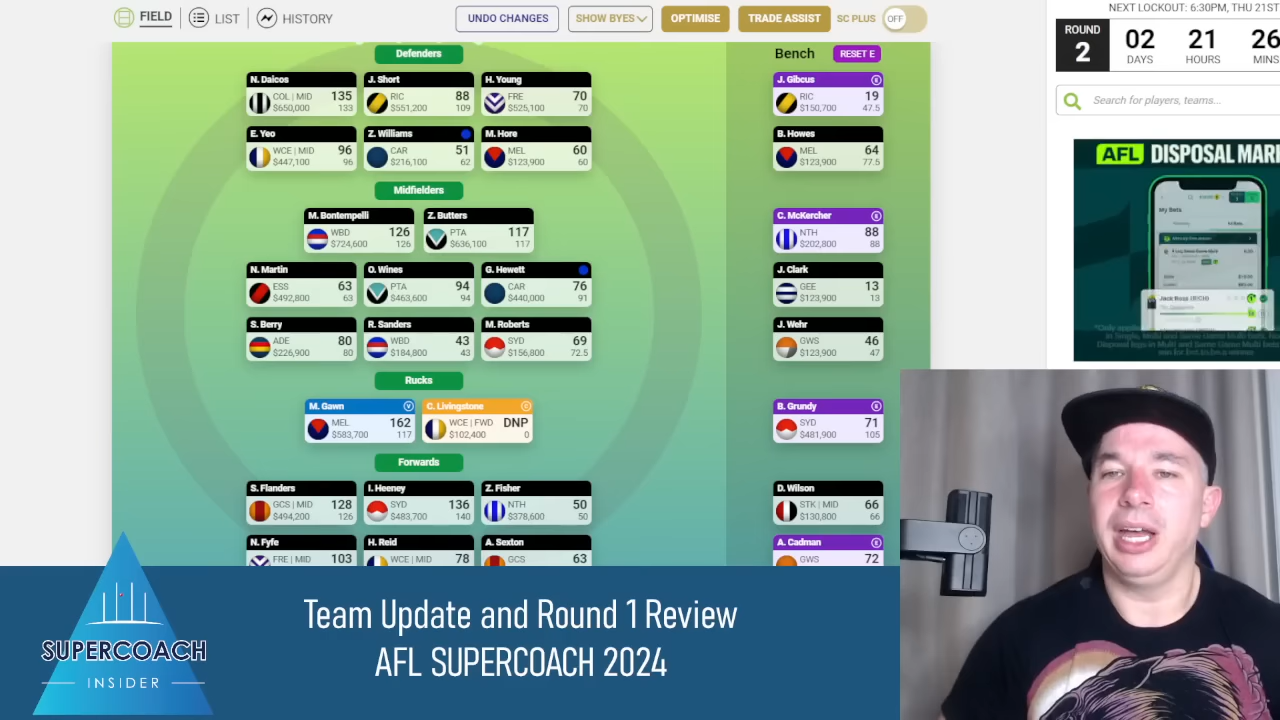 FIELD LIST HISTORY UNDO CHANGES SHOW BYES OPTIMISE TRADE ASSIST SC PLUS OFF
NEXT LOCKOUT: 6:30PM, THU 21ST
ROUND 2 02 DAYS 21 HOURS 26 MINS
Search for players, teams...
Defenders
Bench RESET E
N. Daicos J. Short H. Young J. Gibcus E
COL | MID 135 RIC 88 FRE 70 RIC 19
$650,000 133 $551,200 109 $525,100 70 $150,700 47.5
E. Yeo Z. Williams M. Hore B. Howes
WCE | MID 96 CAR 51 MEL 60 MEL 64
$447,100 96 $216,100 62 $123,900 60 $123,900 77.5
Midfielders
M. Bontempelli Z. Butters C. McKercher E
WBD 126 PTA 117 NTH 88
$724,600 126 $636,100 117 $202,800 88
N. Martin O. Wines G. Hewett J. Clark
ESS 63 PTA 94 CAR 76 GEE 13
$492,800 63 $463,600 94 $440,000 91 $123,900 13
S. Berry R. Sanders M. Roberts J. Wehr
ADE 80 WBD 43 SYD 69 GWS 46
$226,900 80 $184,800 43 $156,800 72.5 $123,900 47
Rucks
M. Gawn V C. Livingstone C B. Grundy E
MEL 162 WCE | FWD DNP SYD 71
$583,700 117 $102,400 0 $481,900 105
Forwards
S. Flanders I. Heeney Z. Fisher D. Wilson
GCS | MID 128 SYD 136 NTH 50 STK | MID 66
$494,200 126 $483,700 140 $378,600 50 $130,800 66
N. Fyfe H. Reid A. Sexton A. Cadman E
FRE | MID 103 WCE | MID 78 GCS 63 GWS 72
AFL DISPOSAL MAR
My Bets
SUPERCOACH
INSIDER
Team Update and Round 1 Review
AFL SUPERCOACH 2024